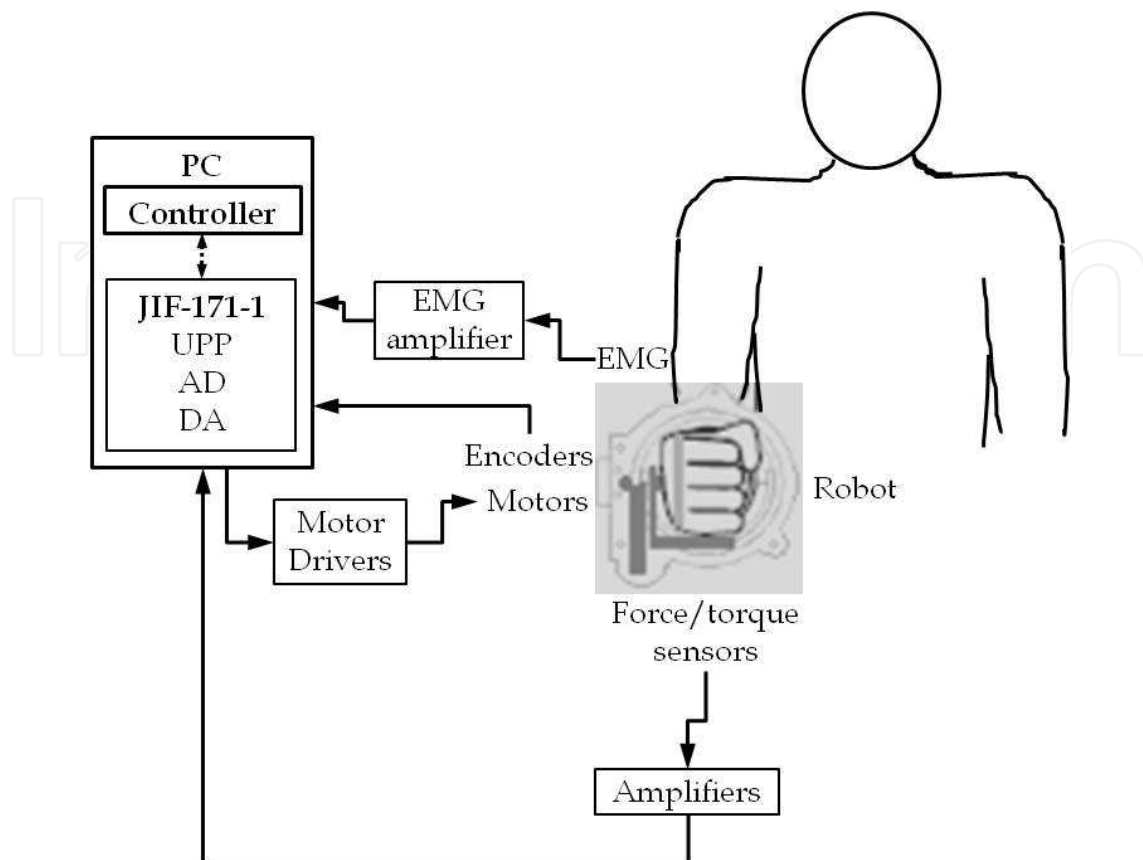 PC
Controller
JIF-171-1
UPP
AD
DA
EMG
amplifier
EMG
Encoders
Motors
Motor
Drivers
Robot
Force/torque
sensors
Amplifiers